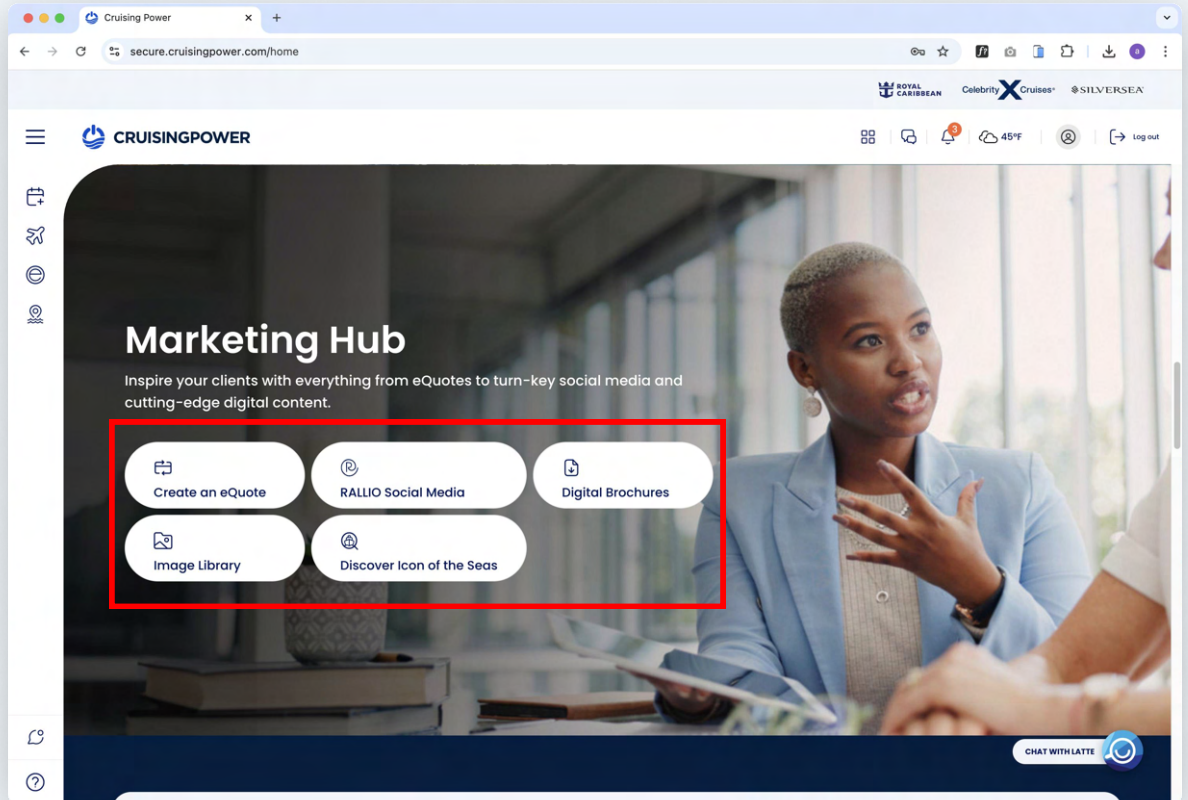 Cruising Power
secure.cruisingpower.com/home
a
ROYAL
CARIBBEAN
Celebrity X Cruises
SILVERSEA
CRUISINGPOWER
3
45°F
Log out
Marketing Hub
Inspire your clients with everything from eQuotes to turn-key social media and
cutting-edge digital content.
Create an eQuote
RALLIO Social Media
Digital Brochures
Image Library
Discover Icon of the Seas
CHAT WITH LATTE